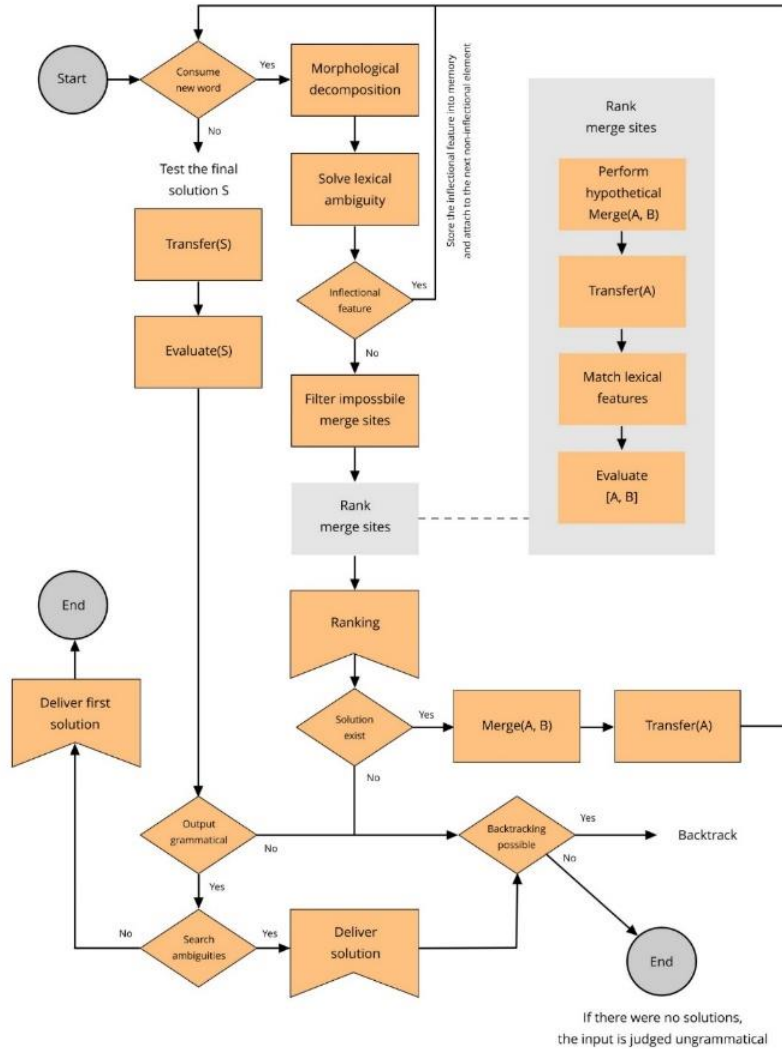 Start
Consume
new word
Yes
No
Morphological
decomposition
Solve lexical
ambiguity
Inflectional
feature
Yes
No
Store the inflectional feature into memory
and attach to the next non-inflectional element
Test the final
solution S
Transfer(S)
Evaluate(S)
Filter impossbile
merge sites
Rank
merge sites
Rank
merge sites
Perform
hypothetical
Merge(A, B)
Transfer(A)
Match lexical
features
Evaluate
[A, B]
Ranking
Solution
exist
Yes
No
Merge(A, B)
Transfer(A)
End
Deliver first
solution
Output
grammatical
No
Yes
Backtracking
possible
Yes
No
Backtrack
Search
ambiguities
No
Yes
Deliver
solution
End
If there were no solutions,
the input is judged ungrammatical